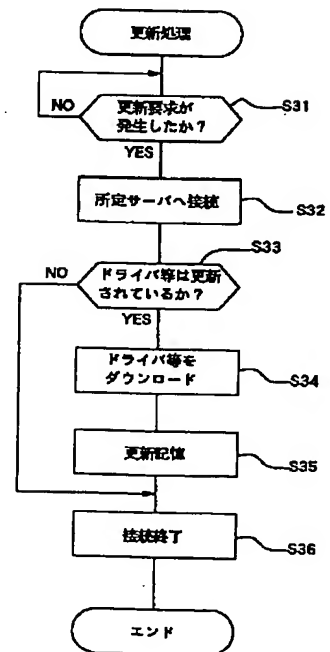 更新処理
NO
更新要求が
発生したか？
S31
YES
所定サーバへ接続
S32
S33
NO
ドライバ等は更新
されているか？
YES
ドライバ等を
ダウンロード
S34
更新記憶
S35
接続終了
S36
エンド